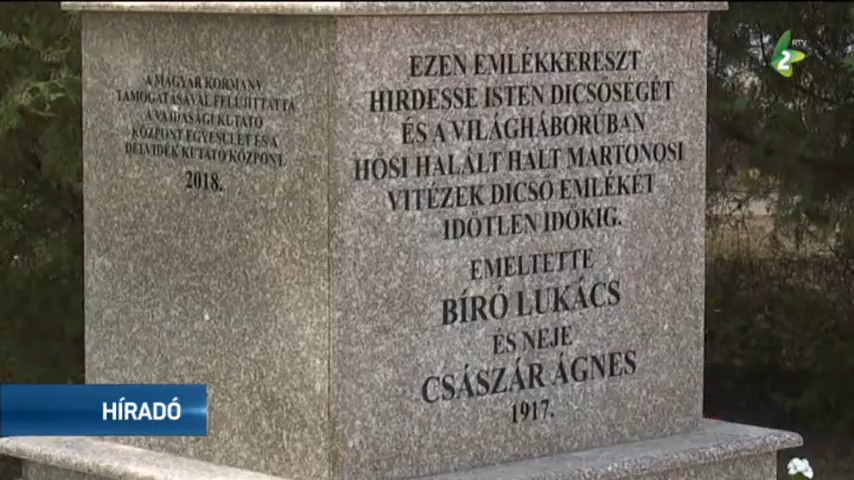 A MAGYAR KORMÁNY
TÁMOGATÁSÁVAL FELÚJÍTTATTA
A VAJDASÁGI KUTATÓ
KÖZPONT EGYESÜLET ÉS A
DÉLVIDÉK KUTATÓ KÖZPONT
2018.
EZEN EMLÉKKERESZT
HIRDESSE ISTEN DICSŐSÉGÉT
ÉS A VILÁGHÁBORÚBAN
HŐSI HALÁLT HALT MARTONOSI
VITÉZEK DICSŐ EMLÉKÉT
IDŐTLEN IDŐKIG.
EMELTETTE
BÍRÓ LUKÁCS
ÉS NEJE
CSÁSZÁR ÁGNES
1917.
RTV
2
HÍRADÓ